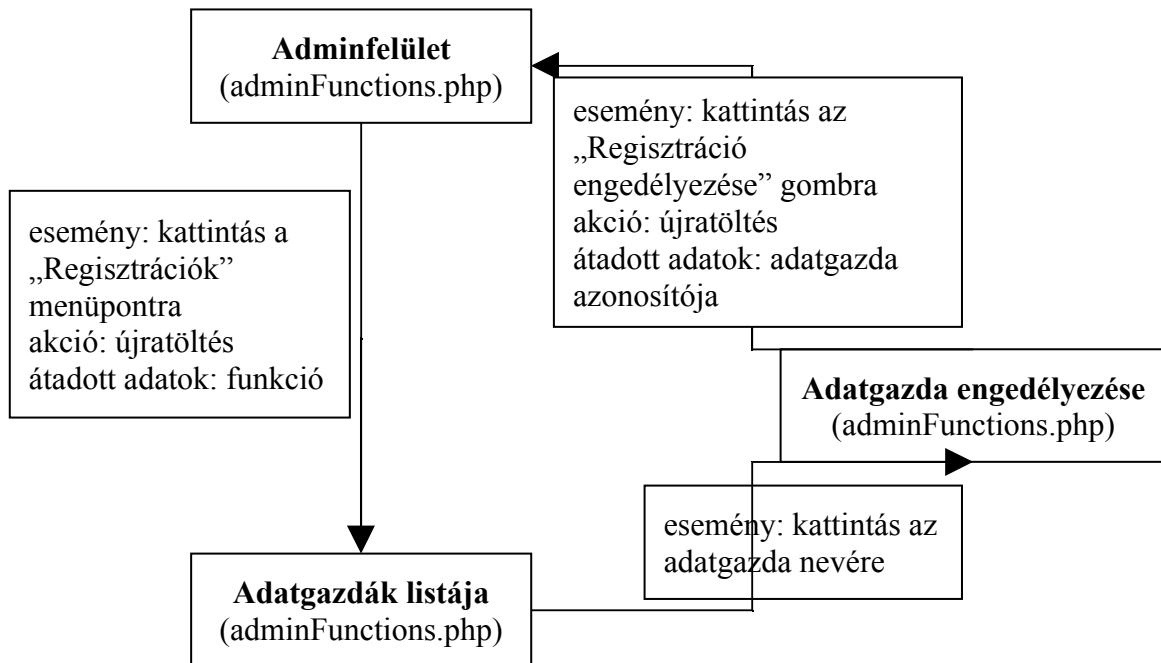 Adminfelület
(adminFunctions.php)
esemény: kattintás az
„Regisztráció
engedélyezése” gombra
akció: újratöltés
átadott adatok: adatgazda
azonosítója
esemény: kattintás a
„Regisztrációk”
menüpontra
akció: újratöltés
átadott adatok: funkció
Adatgazda engedélyezése
(adminFunctions.php)
esemény: kattintás az
adatgazda nevére
Adatgazdák listája
(adminFunctions.php)